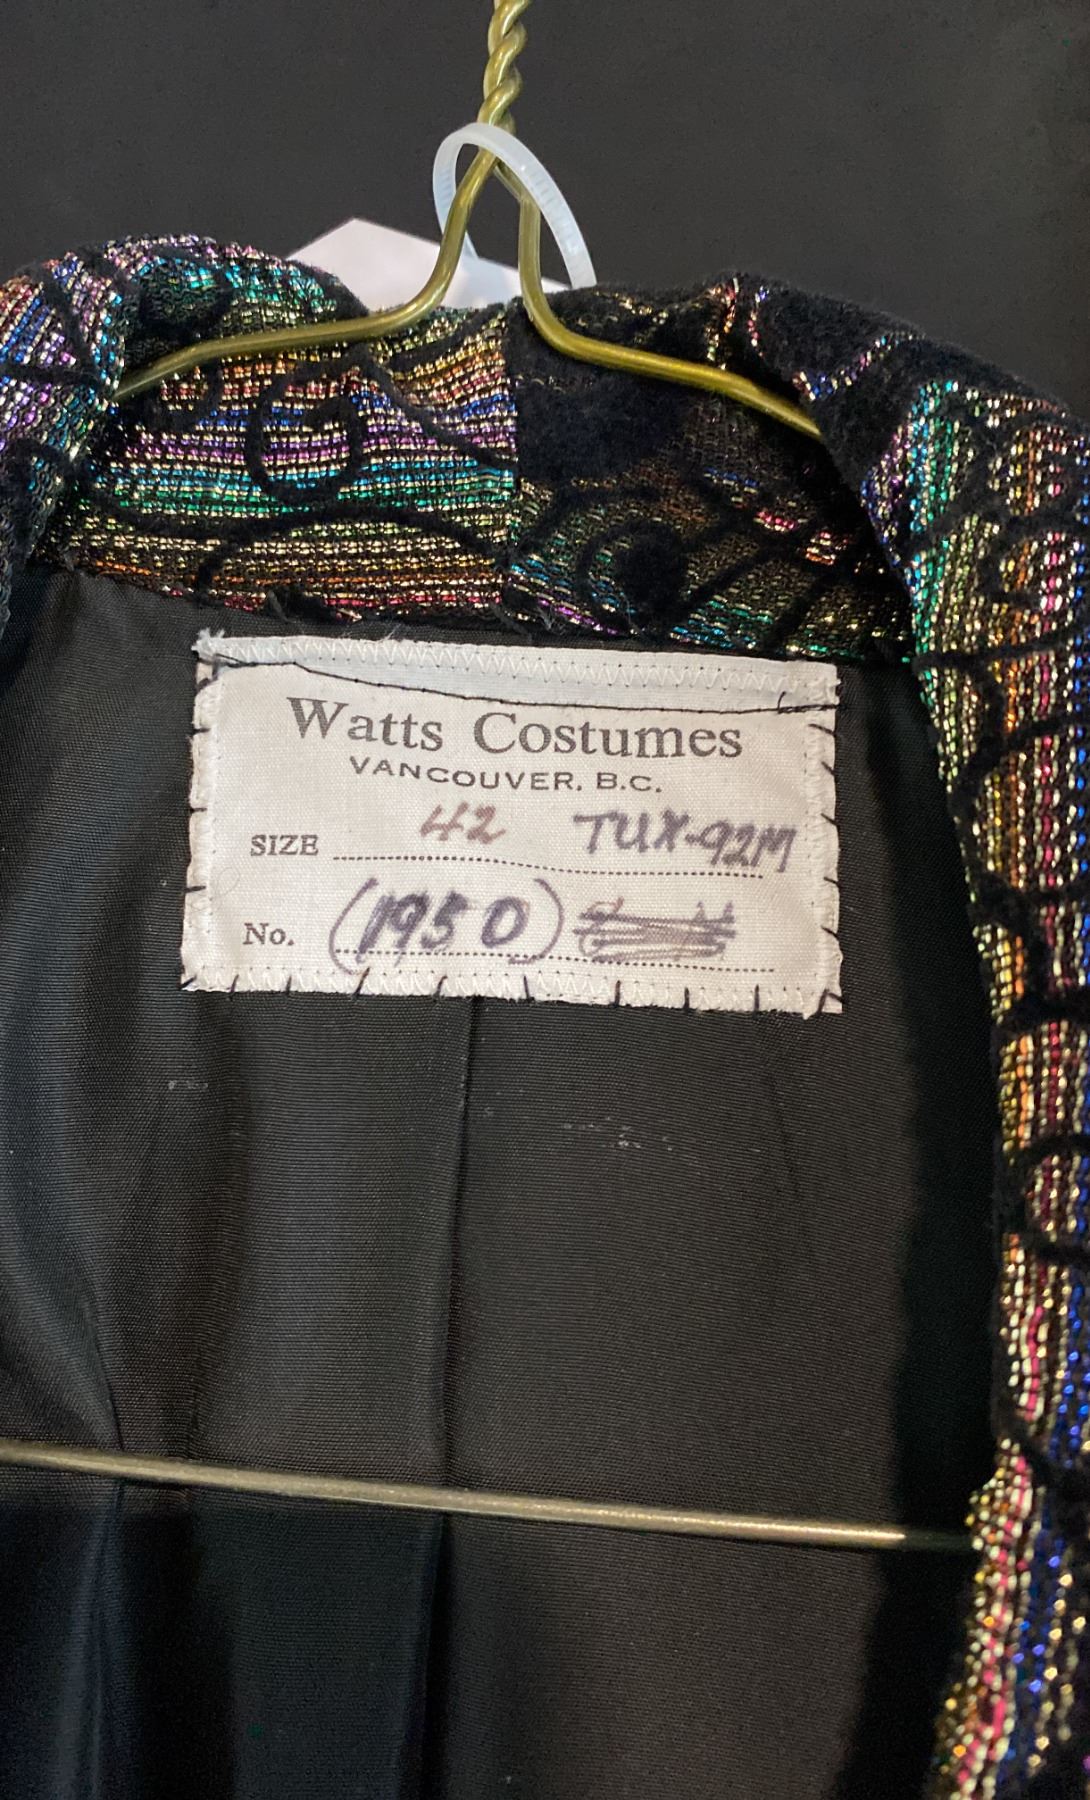 Watts Costumes
VANCOUVER, B.C.
SIZE 42 TUX-92M
No. (1950)